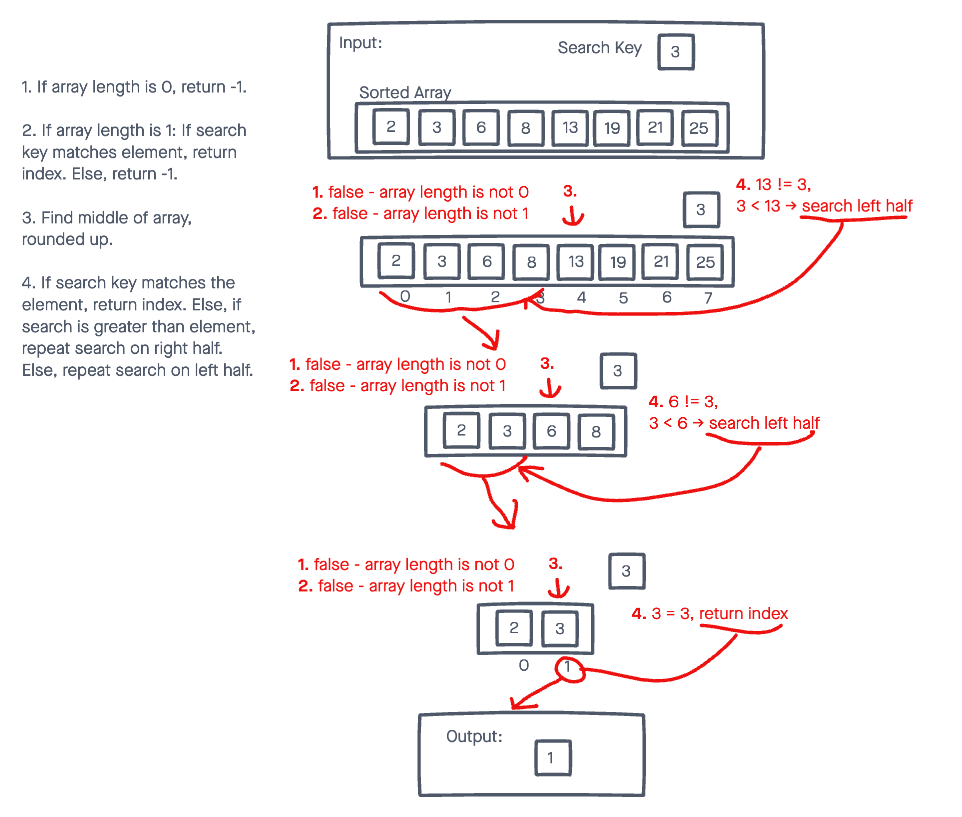 1. If array length is 0, return -1.
2. If array length is 1: If search
key matches element, return
index. Else, return -1.
3. Find middle of array,
rounded up.
4. If search key matches the
element, return index. Else, if
search is greater than element,
repeat search on right half.
Else, repeat search on left half.
Input:
Search Key 3
Sorted Array
2 3 6 8 13 19 21 25
1. false - array length is not 0
2. false - array length is not 1
3.
3
4. 13 != 3,
3 < 13 → search left half
2 3 6 8 13 19 21 25
0 1 2 3 4 5 6 7
1. false - array length is not 0
2. false - array length is not 1
3.
3
4. 6 != 3,
3 < 6 → search left half
2 3 6 8
1. false - array length is not 0
2. false - array length is not 1
3.
3
4. 3 = 3, return index
2 3
0 1
Output:
1